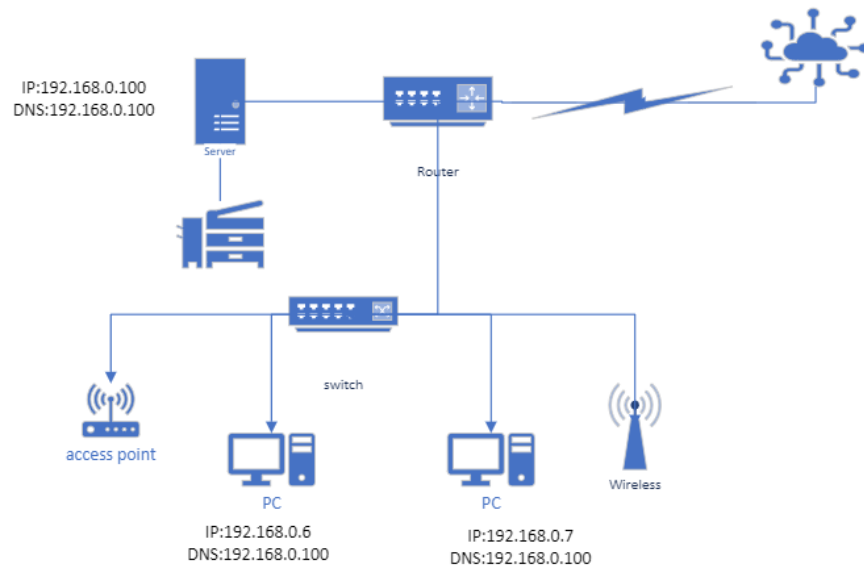 IP:192.168.0.100
DNS:192.168.0.100
Server
Router
switch
access point
PC
PC
Wireless
IP:192.168.0.6
DNS:192.168.0.100
IP:192.168.0.7
DNS:192.168.0.100